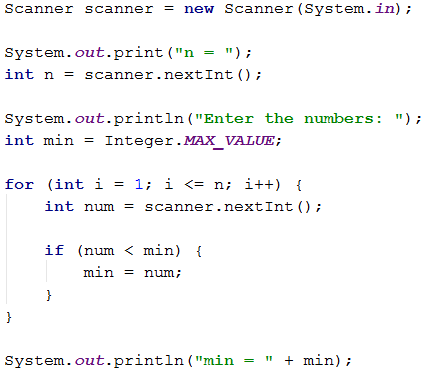 Scanner scanner = new Scanner(System.in);
System.out.print("n = ");
int n = scanner.nextInt();
System.out.println("Enter the numbers: ");
int min = Integer.MAX_VALUE;
for (int i = 1; i <= n; i++) {
int num = scanner.nextInt();
if (num < min) {
min = num;
}
}
System.out.println("min = " + min);